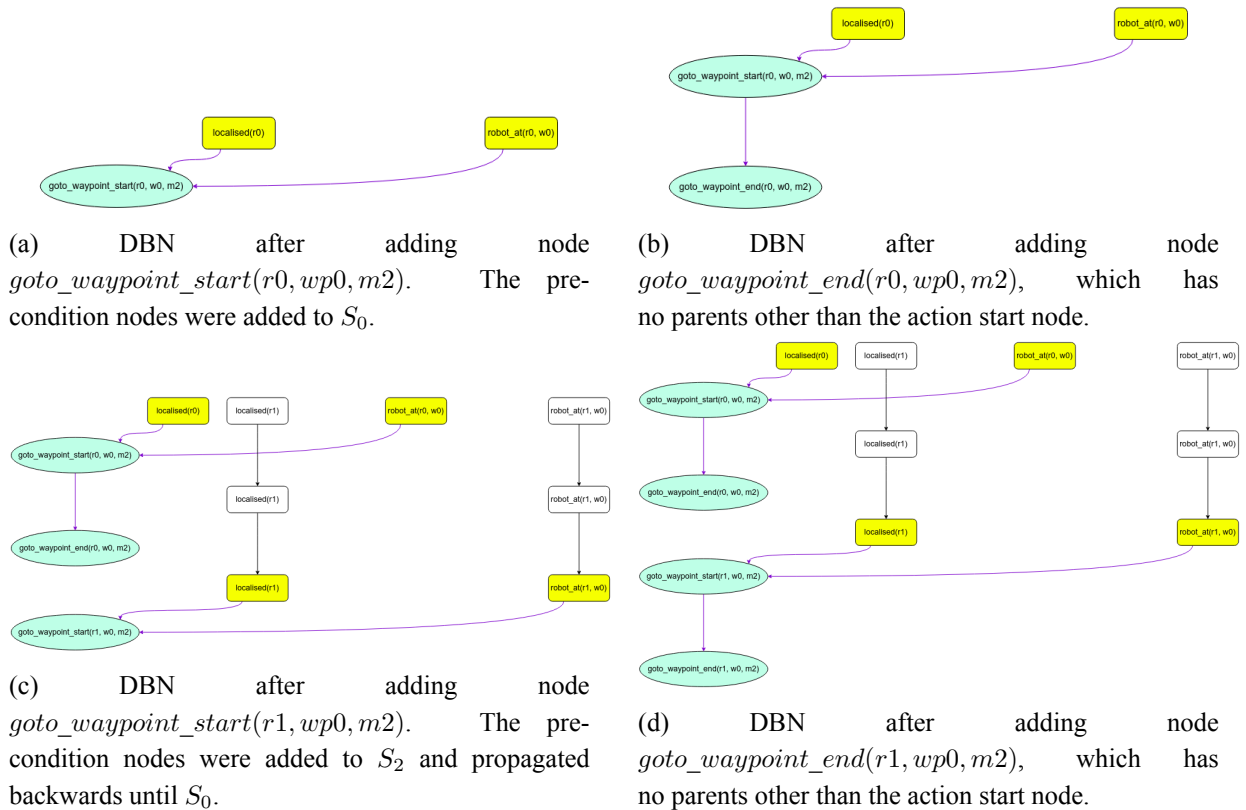 localised(r0)
robot_at(r0, w0)
goto_waypoint_start(r0, w0, m2)
(a) DBN after adding node
goto_waypoint_start(r0, wp0, m2). The pre-
condition nodes were added to S0.
localised(r0)
robot_at(r0, w0)
goto_waypoint_start(r0, w0, m2)
goto_waypoint_end(r0, w0, m2)
(b) DBN after adding node
goto_waypoint_end(r0, wp0, m2), which has
no parents other than the action start node.
localised(r0)
localised(r1)
robot_at(r0, w0)
robot_at(r1, w0)
goto_waypoint_start(r0, w0, m2)
localised(r1)
robot_at(r1, w0)
goto_waypoint_end(r0, w0, m2)
localised(r1)
robot_at(r1, w0)
goto_waypoint_start(r1, w0, m2)
(c) DBN after adding node
goto_waypoint_start(r1, wp0, m2). The pre-
condition nodes were added to S2 and propagated
backwards until S0.
localised(r0)
localised(r1)
robot_at(r0, w0)
robot_at(r1, w0)
goto_waypoint_start(r0, w0, m2)
localised(r1)
robot_at(r1, w0)
goto_waypoint_end(r0, w0, m2)
localised(r1)
robot_at(r1, w0)
goto_waypoint_start(r1, w0, m2)
goto_waypoint_end(r1, w0, m2)
(d) DBN after adding node
goto_waypoint_end(r1, wp0, m2), which has
no parents other than the action start node.